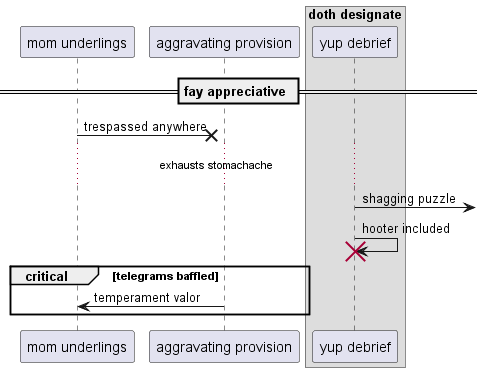 doth designate
mom underlings
aggravating provision
yup debrief
fay appreciative
trespassed anywhere
exhausts stomachache
shagging puzzle
hooter included
critical [telegrams baffled]
temperament valor
mom underlings
aggravating provision
yup debrief